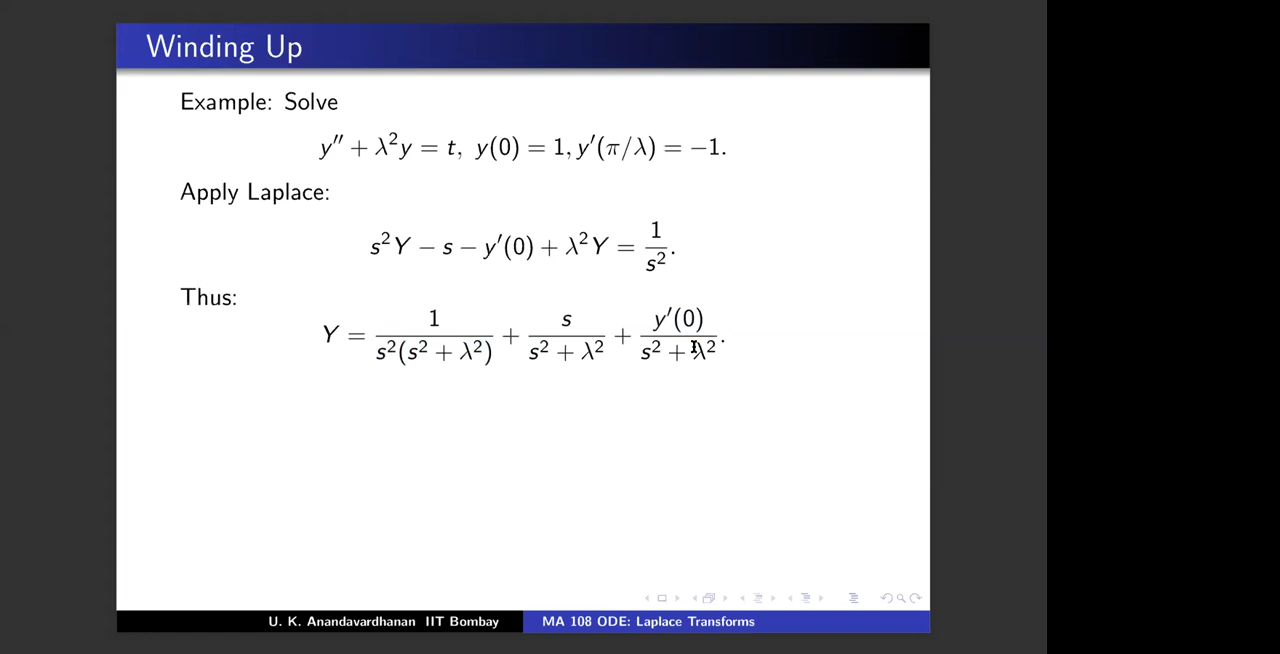 Winding Up
Example: Solve
y″ + λ²y = t, y(0) = 1, y′(π/λ) = −1.
Apply Laplace:
s²Y − s − y′(0) + λ²Y = 1/s².
Thus:
Y = 1/(s²(s² + λ²)) + s/(s² + λ²) + y′(0)/(s² + λ²).
U. K. Anandavardhanan IIT Bombay MA 108 ODE: Laplace Transforms